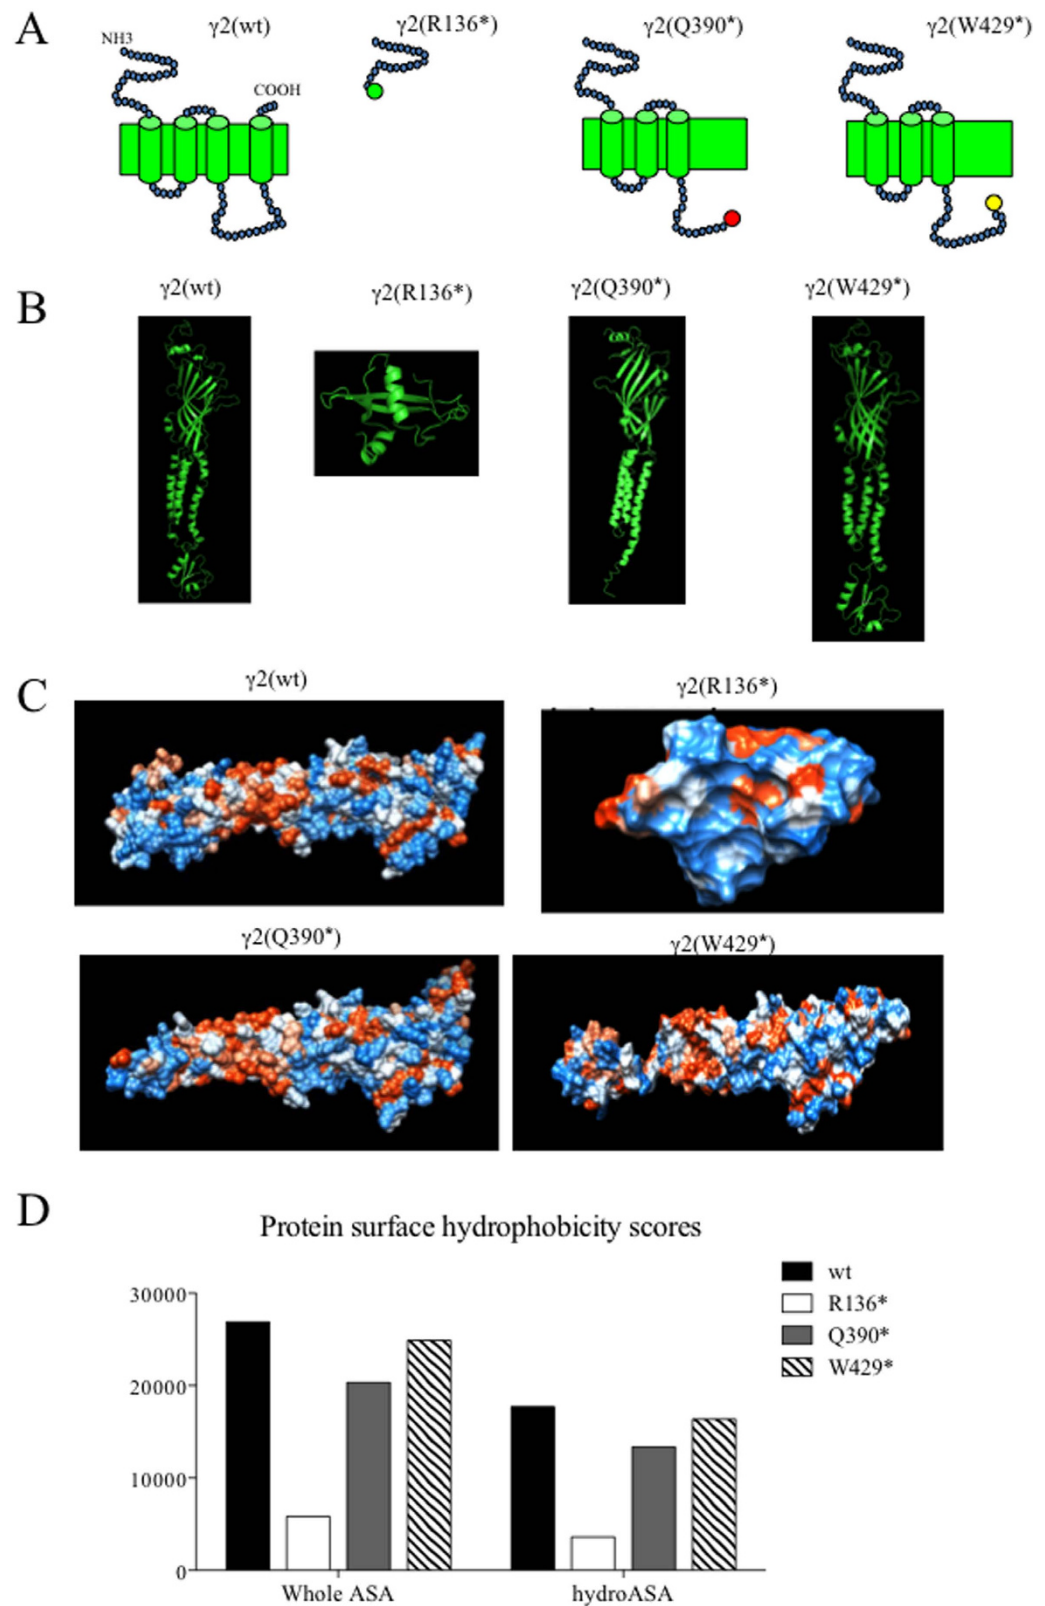 A
γ2(wt)
γ2(R136*)
γ2(Q390*)
γ2(W429*)
NH3
COOH
B
γ2(wt)
γ2(R136*)
γ2(Q390*)
γ2(W429*)
C
γ2(wt)
γ2(R136*)
γ2(Q390*)
γ2(W429*)
D
Protein surface hydrophobicity scores
wt
R136*
Q390*
W429*
30000
20000
10000
0
Whole ASA
hydroASA